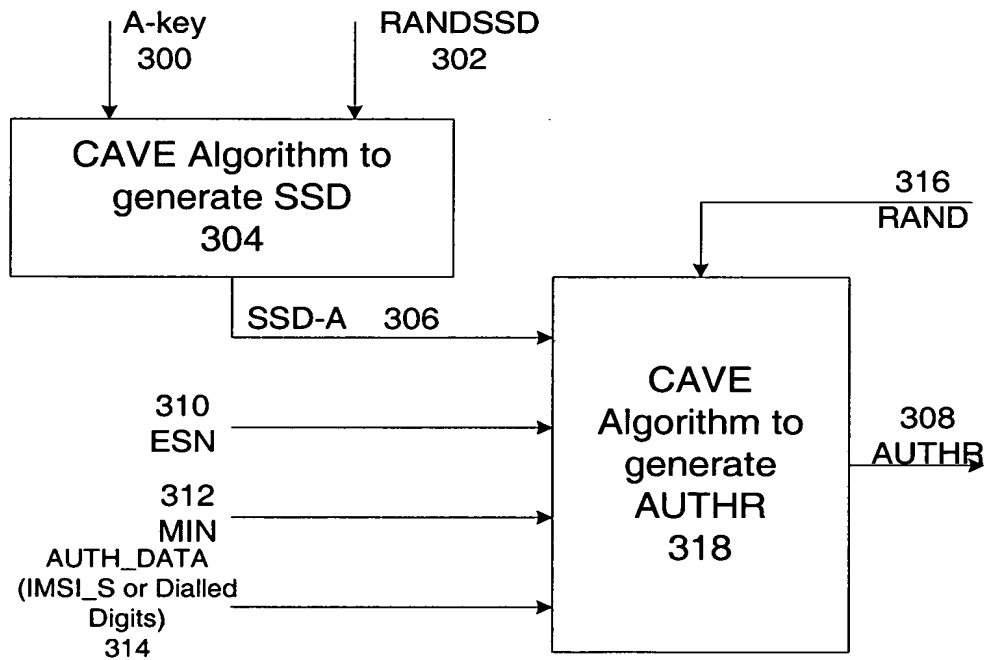 A-key
300
RANDSSD
302
CAVE Algorithm to
generate SSD
304
316
RAND
SSD-A 306
310
ESN
312
MIN
AUTH_DATA
(IMSI_S or Dialled
Digits)
314
CAVE
Algorithm to
generate
AUTHR
318
308
AUTHR